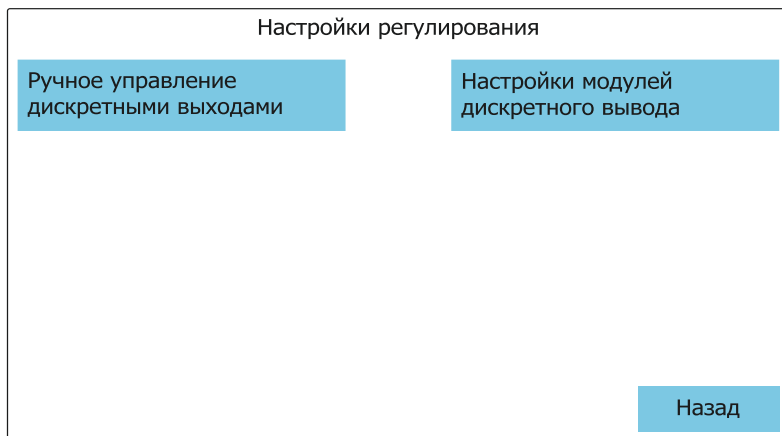 Настройки регулирования
Ручное управление
дискретными выходами
Настройки модулей
дискретного вывода
Назад